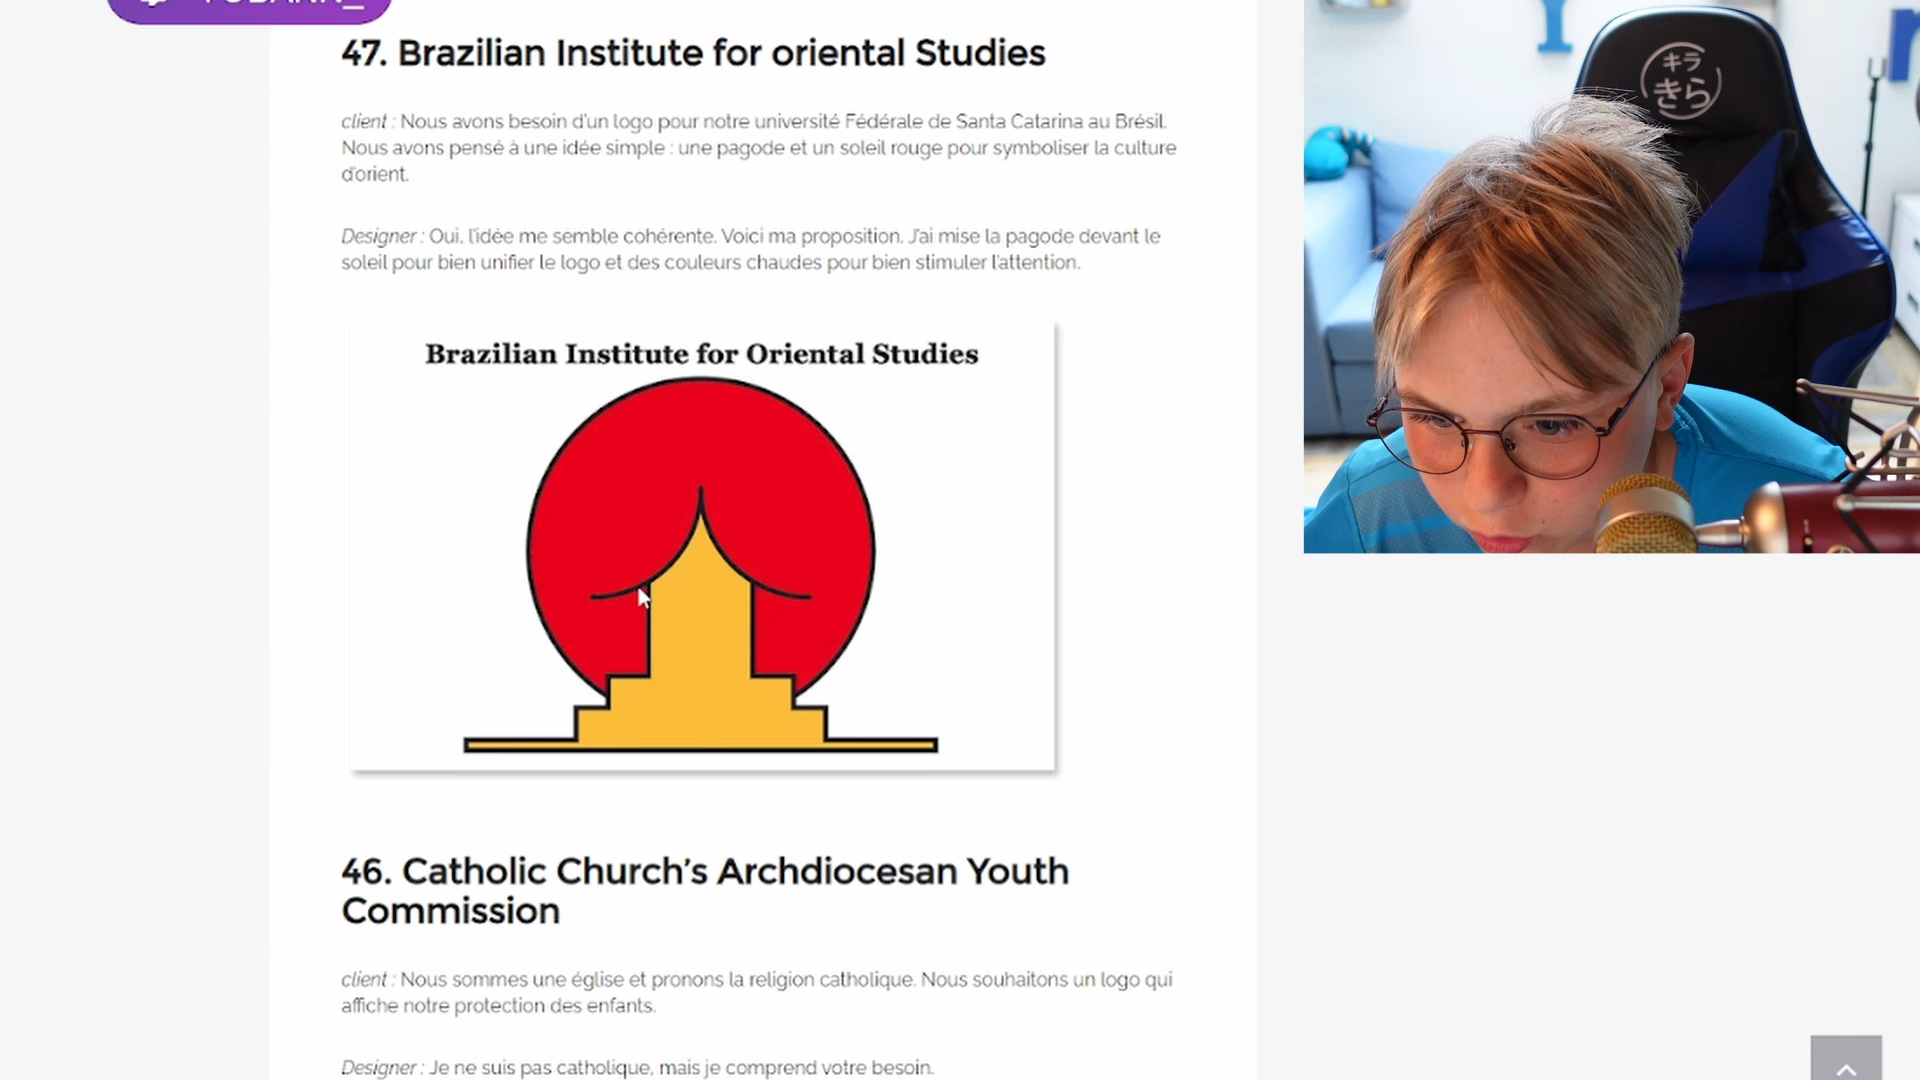 47. Brazilian Institute for oriental Studies
client : Nous avons besoin d'un logo pour notre université Fédérale de Santa Catarina au Brésil.
Nous avons pensé à une idée simple : une pagode et un soleil rouge pour symboliser la culture
d'orient.
Designer : Oui, l'idée me semble cohérente. Voici ma proposition. J'ai mise la pagode devant le
soleil pour bien unifier le logo et des couleurs chaudes pour bien stimuler l'attention.
Brazilian Institute for Oriental Studies
46. Catholic Church's Archdiocesan Youth
Commission
client : Nous sommes une église et pronons la religion catholique. Nous souhaitons un logo qui
affiche notre protection des enfants.
Designer : Je ne suis pas catholique, mais je comprend votre besoin.
キラ
きら